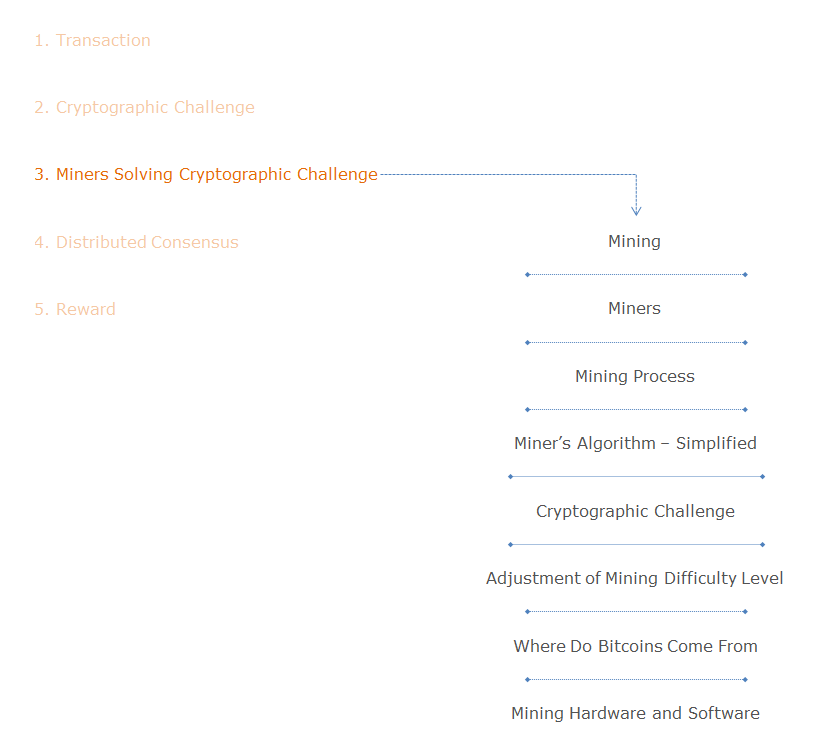 1. Transaction
2. Cryptographic Challenge
3. Miners Solving Cryptographic Challenge
4. Distributed Consensus
5. Reward
Mining
Miners
Mining Process
Miner’s Algorithm – Simplified
Cryptographic Challenge
Adjustment of Mining Difficulty Level
Where Do Bitcoins Come From
Mining Hardware and Software